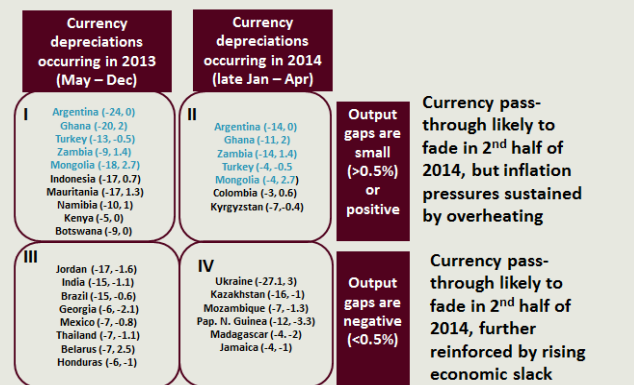 Currency
depreciations
occurring in 2013
(May – Dec)
Currency
depreciations
occurring in 2014
(late Jan – Apr)
I
Argentina (-24, 0)
Ghana (-20, 2)
Turkey (-13, -0.5)
Zambia (-9, 1.4)
Mongolia (-18, 2.7)
Indonesia (-17, 0.7)
Mauritania (-17, 1.3)
Namibia (-10, 1)
Kenya (-5, 0)
Botswana (-9, 0)
II
Argentina (-14, 0)
Ghana (-11, 2)
Zambia (-14, 1.4)
Turkey (-4, -0.5
Mongolia (-4, 2.7)
Colombia (-3, 0.6)
Kyrgyzstan (-7,-0.4)
Output
gaps are
small
(>0.5%)
or
positive
Currency pass-
through likely to
fade in 2nd half of
2014, but inflation
pressures sustained
by overheating
III
Jordan (-17, -1.6)
India (-15, -1.1)
Brazil (-15, -0.6)
Georgia (-6, -2.1)
Mexico (-7, -0.8)
Thailand (-7, -1.1)
Belarus (-7, 2.5)
Honduras (-6, -1)
IV
Ukraine (-27.1, 3)
Kazakhstan (-16, -1)
Mozambique (-7, -1.3)
Pap. N. Guinea (-12, -3.3)
Madagascar (-4. -2)
Jamaica (-4, -1)
Output
gaps are
negative
(<0.5%)
Currency pass-
through likely to
fade in 2nd half of
2014, further
reinforced by rising
economic slack